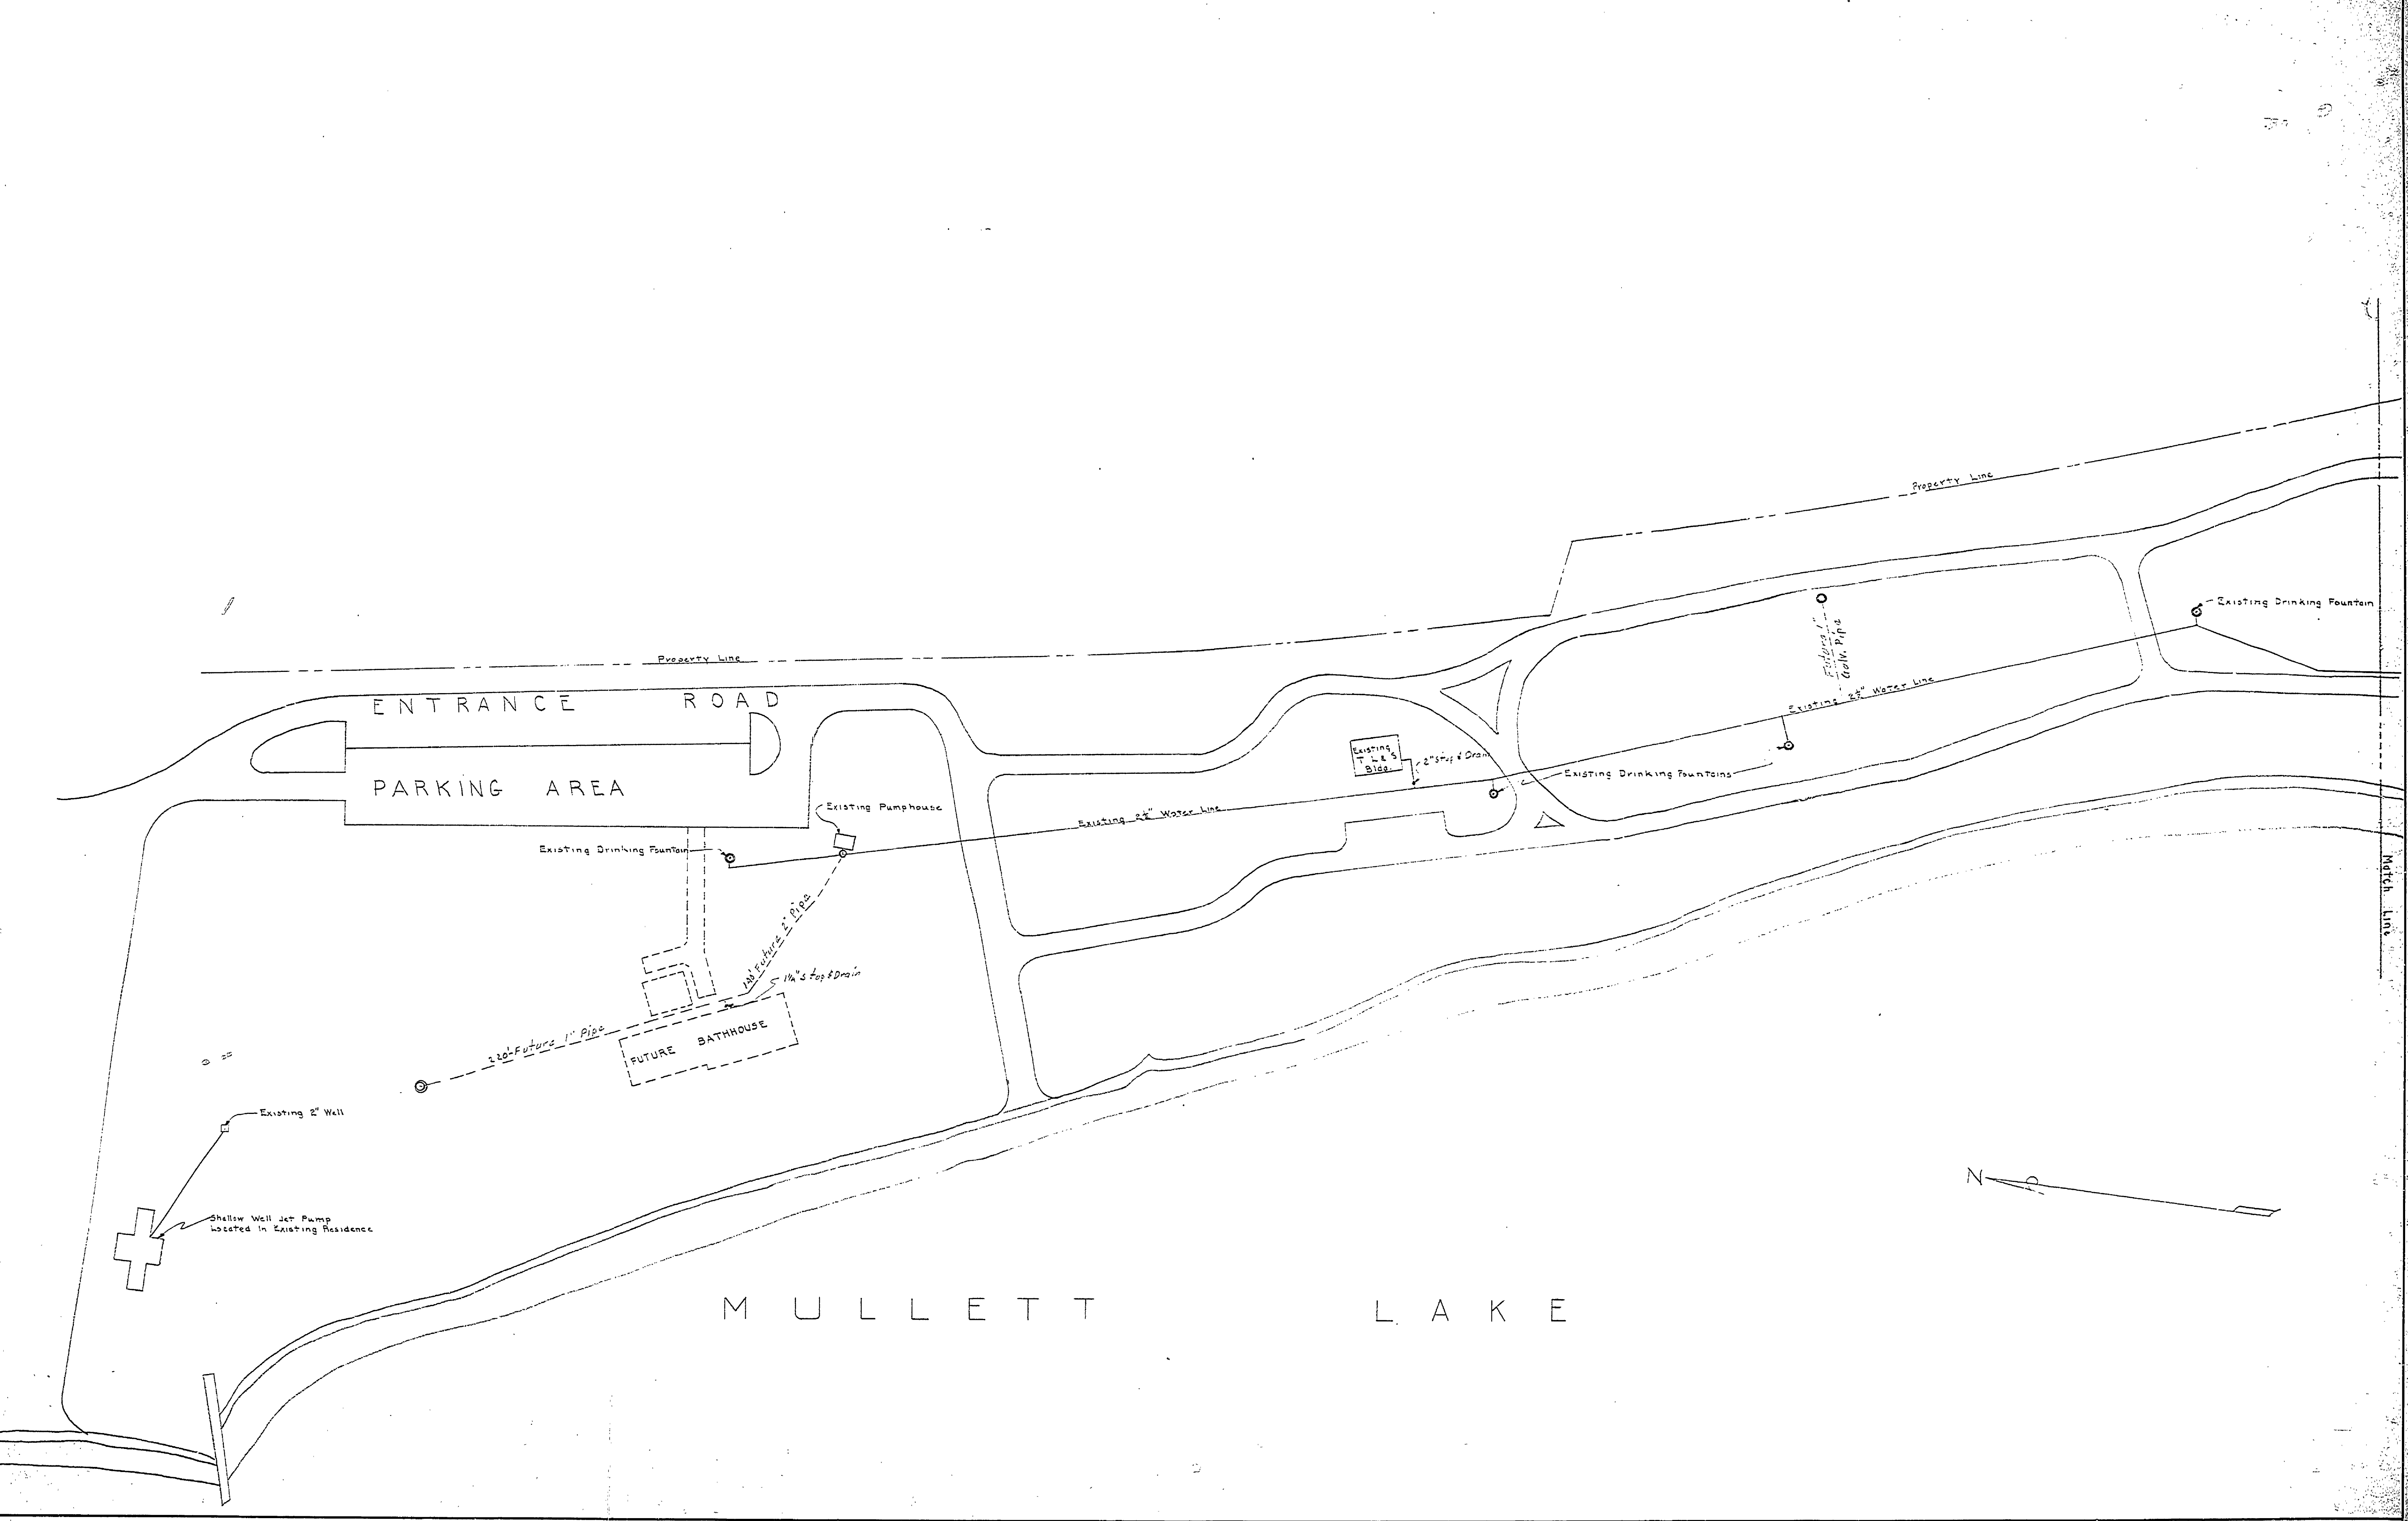 Property Line
Existing Drinking Fountain
Future 1"
Galv. Pipe
Property Line
ENTRANCE ROAD
Existing 2½" Water Line
Existing
T L & S
Bldg.
2" Stop & Drain
Existing Drinking Fountains
PARKING AREA
Existing Pumphouse
Existing 2½" Water Line
Existing Drinking Fountain
Match Line
Future 2" Pipe
1¼" Stop & Drain
220' Future 1" Pipe
FUTURE BATHHOUSE
Existing 2" Well
N
Shallow Well Jet Pump
Located In Existing Residence
MULLETT LAKE